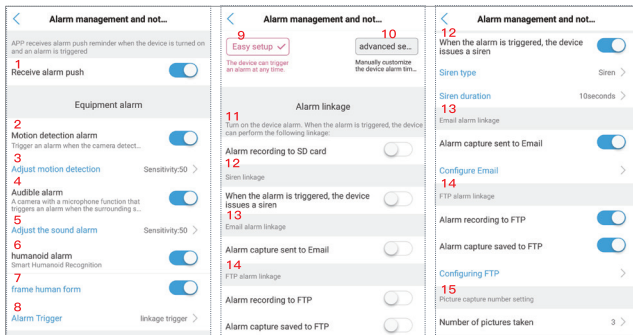 Alarm management and not...
APP receives alarm push reminder when the device is turned on
and an alarm is triggered
1
Receive alarm push
Equipment alarm
2
Motion detection alarm
Trigger an alarm when the camera detect...
3
Adjust motion detection Sensitivity:50
4
Audible alarm
A camera with a microphone function that
triggers an alarm when the surrounding s...
5
Adjust the sound alarm Sensitivity:50
6
humanoid alarm
Smart Humanoid Recognition
7
frame human form
8
Alarm Trigger linkage trigger
Alarm management and not...
9 10
Easy setup advanced se...
The device can trigger
an alarm at any time.
Manually customize
the device alarm tim...
Alarm linkage
11
Turn on the device alarm. When the alarm is triggered, the device
can perform the following linkage:
Alarm recording to SD card
12
Siren linkage
When the alarm is triggered, the device
issues a siren
13
Email alarm linkage
Alarm capture sent to Email
14
FTP alarm linkage
Alarm recording to FTP
Alarm capture saved to FTP
Alarm management and not...
12
When the alarm is triggered, the device
issues a siren
Siren type Siren
Siren duration 10seconds
13
Email alarm linkage
Alarm capture sent to Email
Configure Email
14
FTP alarm linkage
Alarm recording to FTP
Alarm capture saved to FTP
Configuring FTP
15
Picture capture number setting
Number of pictures taken 3